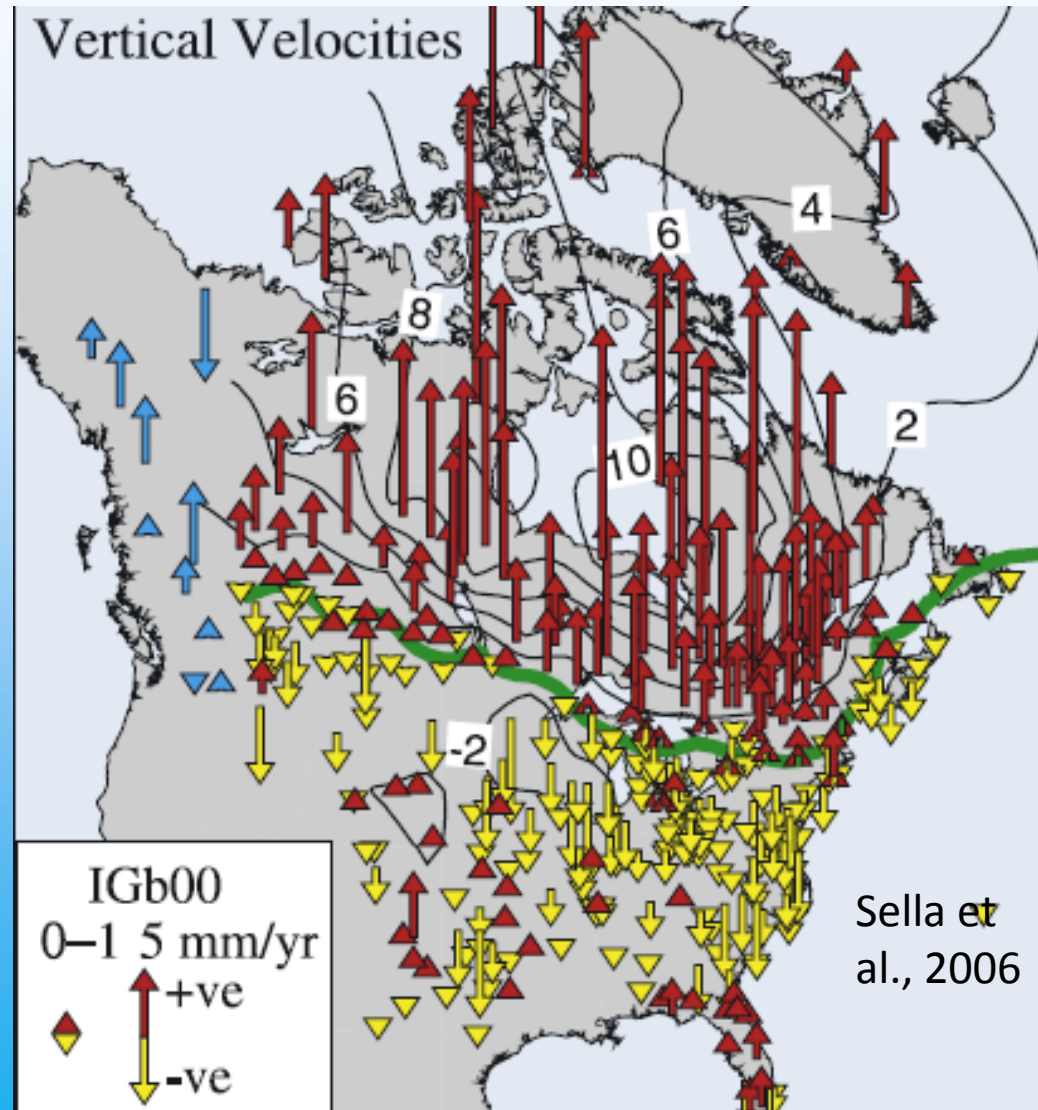 Vertical Velocities
4
6
8
6
2
10
-2
IGb00
0–1 5 mm/yr
+ve
-ve
Sella et
al., 2006